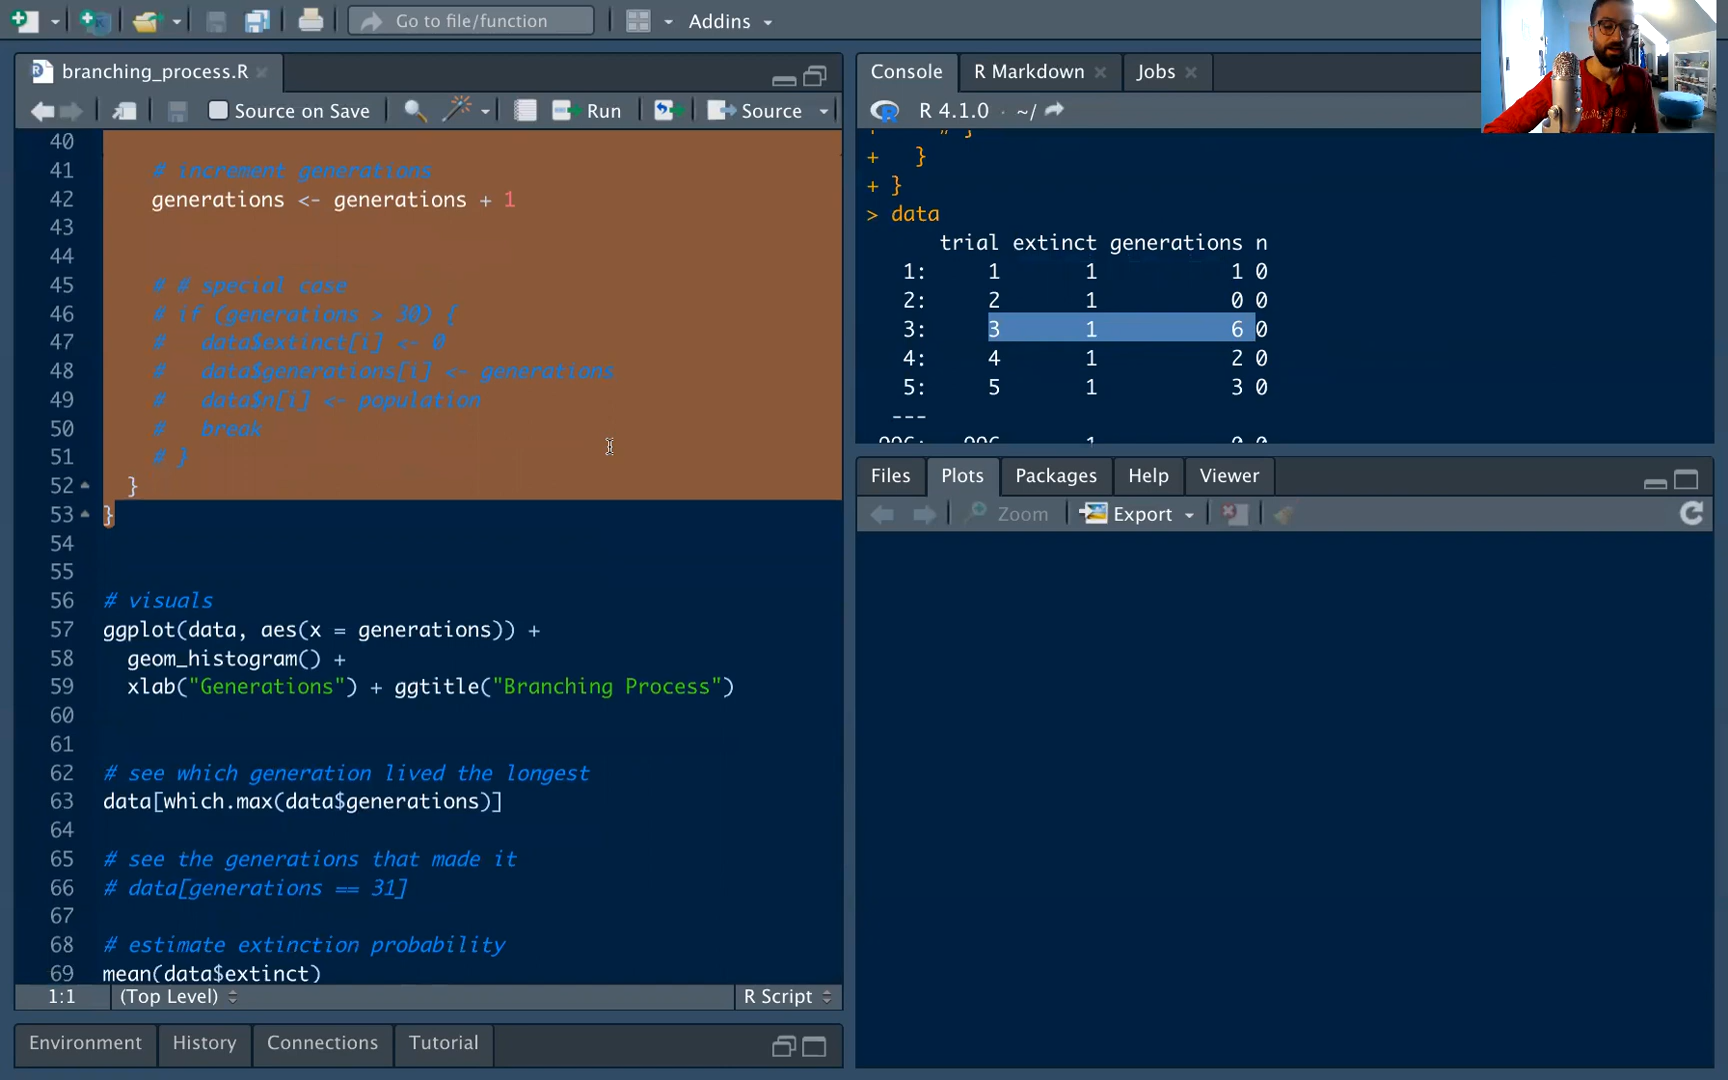 Go to file/function
Addins
branching_process.R
Source on Save
Run
Source
40
41 # increment generations
42 generations <- generations + 1
43
44
45 # # special case
46 # if (generations > 30) {
47 # data$extinct[i] <- 0
48 # data$generations[i] <- generations
49 # data$n[i] <- population
50 # break
51 # }
52 }
53 }
54
55
56 # visuals
57 ggplot(data, aes(x = generations)) +
58 geom_histogram() +
59 xlab("Generations") + ggtitle("Branching Process")
60
61
62 # see which generation lived the longest
63 data[which.max(data$generations)]
64
65 # see the generations that made it
66 # data[generations == 31]
67
68 # estimate extinction probability
69 mean(data$extinct)
1:1 (Top Level) R Script
Environment History Connections Tutorial
Console R Markdown Jobs
R 4.1.0 · ~/
+ # }
+ }
+ }
> data
trial extinct generations n
1: 1 1 1 0
2: 2 1 0 0
3: 3 1 6 0
4: 4 1 2 0
5: 5 1 3 0
---
996: 996 1 0 0
Files Plots Packages Help Viewer
Zoom Export